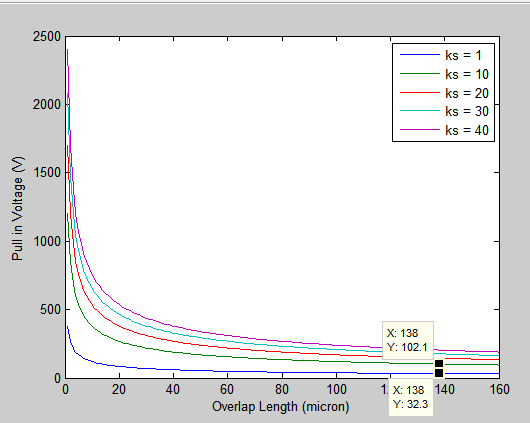 2500
2000
1500
1000
500
0
Pull in Voltage (V)
ks = 1
ks = 10
ks = 20
ks = 30
ks = 40
X: 138
Y: 102.1
X: 138
Y: 32.3
0 20 40 60 80 100 140 160
Overlap Length (micron)